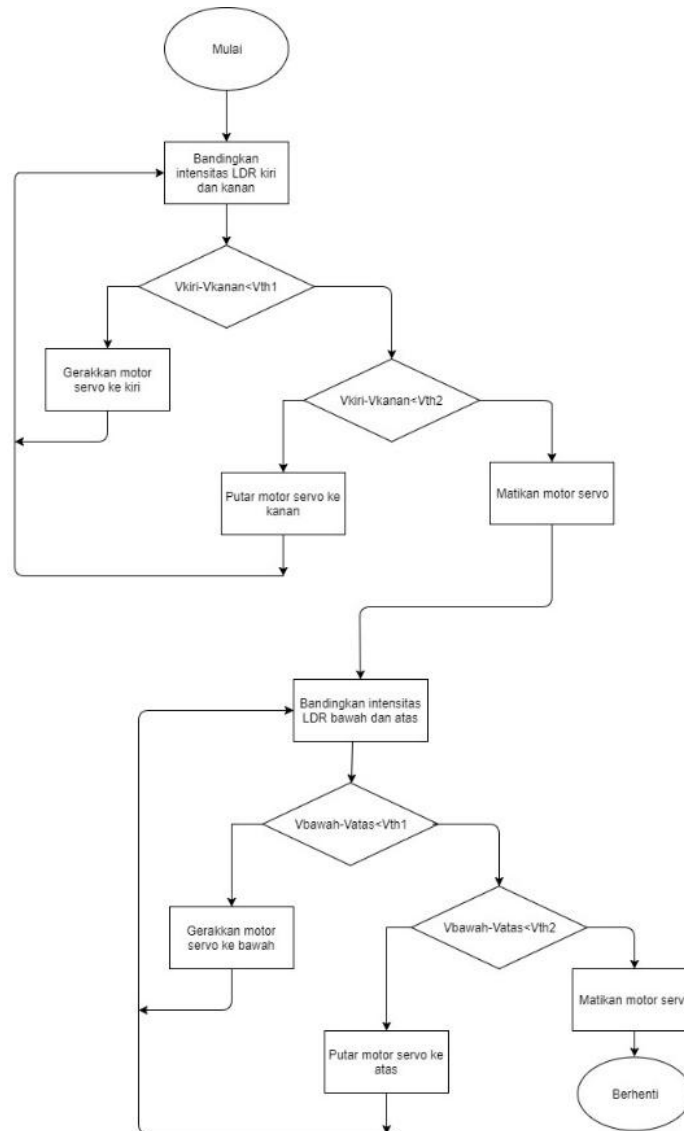 Mulai
Bandingkan
intensitas LDR kiri
dan kanan
Vkiri-Vkanan<Vth1
Gerakkan motor
servo ke kiri
Vkiri-Vkanan<Vth2
Putar motor servo ke
kanan
Matikan motor servo
Bandingkan intensitas
LDR bawah dan atas
Vbawah-Vatas<Vth1
Gerakkan motor
servo ke bawah
Vbawah-Vatas<Vth2
Matikan motor serv
Putar motor servo ke
atas
Berhenti